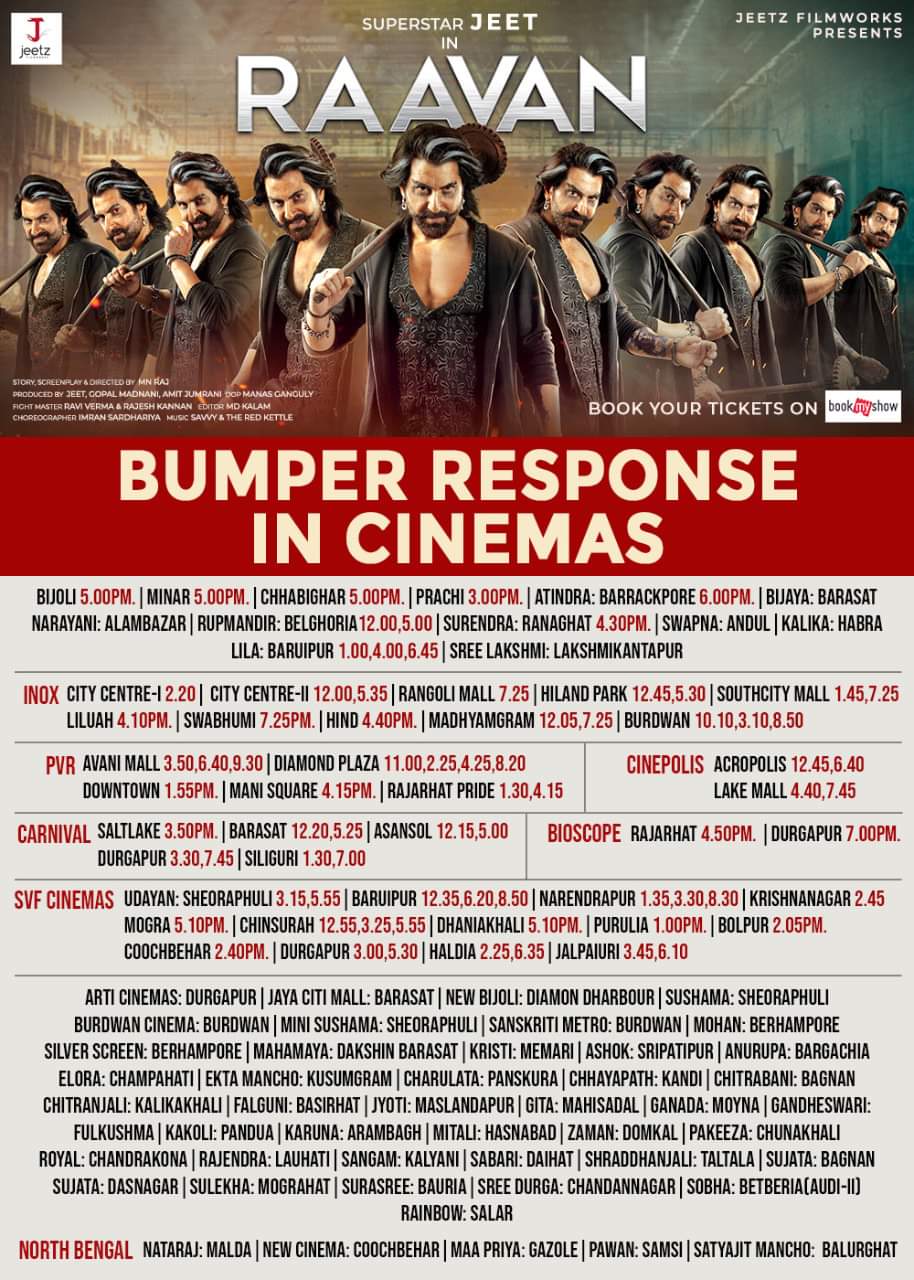 J
jeetz
FILMWORKS
SUPERSTAR JEET
IN
RAAVAN
JEETZ FILMWORKS
PRESENTS
STORY, SCREENPLAY & DIRECTED BY MN RAJ
PRODUCED BY JEET, GOPAL MADNANI, AMIT JUMRANI DOP MANAS GANGULY
FIGHT MASTER RAVI VERMA & RAJESH KANNAN EDITOR MD KALAM
CHOREOGRAPHER IMRAN SARDHARIYA MUSIC SAVVY & THE RED KETTLE
BOOK YOUR TICKETS ON bookmyshow
BUMPER RESPONSE
IN CINEMAS
BIJOLI 5.00PM. | MINAR 5.00PM. | CHHABIGHAR 5.00PM. | PRACHI 3.00PM. | ATINDRA: BARRACKPORE 6.00PM. | BIJAYA: BARASAT
NARAYANI: ALAMBAZAR | RUPMANDIR: BELGHORIA 12.00,5.00 | SURENDRA: RANAGHAT 4.30PM. | SWAPNA: ANDUL | KALIKA: HABRA
LILA: BARUIPUR 1.00,4.00,6.45 | SREE LAKSHMI: LAKSHMIKANTAPUR
INOX CITY CENTRE-I 2.20 | CITY CENTRE-II 12.00,5.35 | RANGOLI MALL 7.25 | HILAND PARK 12.45,5.30 | SOUTHCITY MALL 1.45,7.25
LILUAH 4.10PM. | SWABHUMI 7.25PM. | HIND 4.40PM. | MADHYAMGRAM 12.05,7.25 | BURDWAN 10.10,3.10,8.50
PVR AVANI MALL 3.50,6.40,9.30 | DIAMOND PLAZA 11.00,2.25,4.25,8.20
DOWNTOWN 1.55PM. | MANI SQUARE 4.15PM. | RAJARHAT PRIDE 1.30,4.15
CINEPOLIS ACROPOLIS 12.45,6.40
LAKE MALL 4.40,7.45
CARNIVAL SALTLAKE 3.50PM. | BARASAT 12.20,5.25 | ASANSOL 12.15,5.00
DURGAPUR 3.30,7.45 | SILIGURI 1.30,7.00
BIOSCOPE RAJARHAT 4.50PM. | DURGAPUR 7.00PM.
SVF CINEMAS UDAYAN: SHEORAPHULI 3.15,5.55 | BARUIPUR 12.35,6.20,8.50 | NARENDRAPUR 1.35,3.30,8.30 | KRISHNANAGAR 2.45
MOGRA 5.10PM. | CHINSURAH 12.55,3.25,5.55 | DHANIAKHALI 5.10PM. | PURULIA 1.00PM. | BOLPUR 2.05PM.
COOCHBEHAR 2.40PM. | DURGAPUR 3.00,5.30 | HALDIA 2.25,6.35 | JALPAIURI 3.45,6.10
ARTI CINEMAS: DURGAPUR | JAYA CITI MALL: BARASAT | NEW BIJOLI: DIAMON DHARBOUR | SUSHAMA: SHEORAPHULI
BURDWAN CINEMA: BURDWAN | MINI SUSHAMA: SHEORAPHULI | SANSKRITI METRO: BURDWAN | MOHAN: BERHAMPORE
SILVER SCREEN: BERHAMPORE | MAHAMAYA: DAKSHIN BARASAT | KRISTI: MEMARI | ASHOK: SRIPATIPUR | ANURUPA: BARGACHIA
ELORA: CHAMPAHATI | EKTA MANCHO: KUSUMGRAM | CHARULATA: PANSKURA | CHHAYAPATH: KANDI | CHITRABANI: BAGNAN
CHITRANJALI: KALIKAKHALI | FALGUNI: BASIRHAT | JYOTI: MASLANDAPUR | GITA: MAHISADAL | GANADA: MOYNA | GANDHESWARI:
FULKUSHMA | KAKOLI: PANDUA | KARUNA: ARAMBAGH | MITALI: HASNABAD | ZAMAN: DOMKAL | PAKEEZA: CHUNAKHALI
ROYAL: CHANDRAKONA | RAJENDRA: LAUHATI | SANGAM: KALYANI | SABARI: DAIHAT | SHRADDHANJALI: TALTALA | SUJATA: BAGNAN
SUJATA: DASNAGAR | SULEKHA: MOGRAHAT | SURASREE: BAURIA | SREE DURGA: CHANDANNAGAR | SOBHA: BETBERIA(AUDI-II)
RAINBOW: SALAR
NORTH BENGAL NATARAJ: MALDA | NEW CINEMA: COOCHBEHAR | MAA PRIYA: GAZOLE | PAWAN: SAMSI | SATYAJIT MANCHO: BALURGHAT